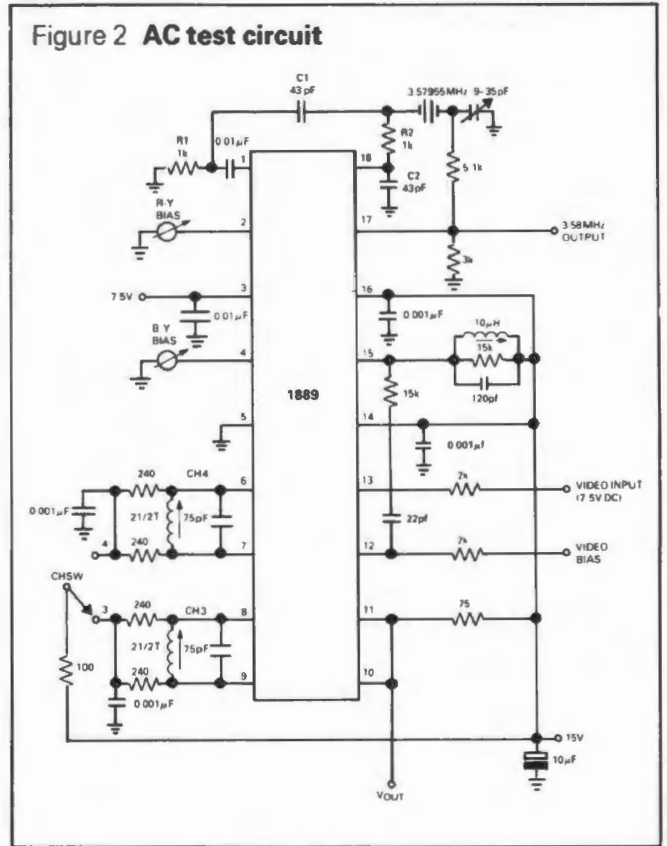 Figure 2 AC test circuit
C1
43 pF
3.57955MHz 9-35pF
R1
1k
0.01µF
R2
1k
C2
43pF
5 1k
1
18
R-Y
BIAS
2
17
3.58MHz
OUTPUT
3k
7.5V
3
16
0.01µF
0.001µF
10µH
15k
120pf
B-Y
BIAS
4
15
1889
15k
5
14
0.001µf
240
CH4
6
13
2k
VIDEO INPUT
(7 5V DC)
0.001µF
21/2T
75pF
22pf
4
240
7
12
2k
VIDEO
BIAS
CHSW
3
240
CH3
8
11
75
21/2T
75pF
100
240
9
10
0.001µF
15V
10µF
VOUT